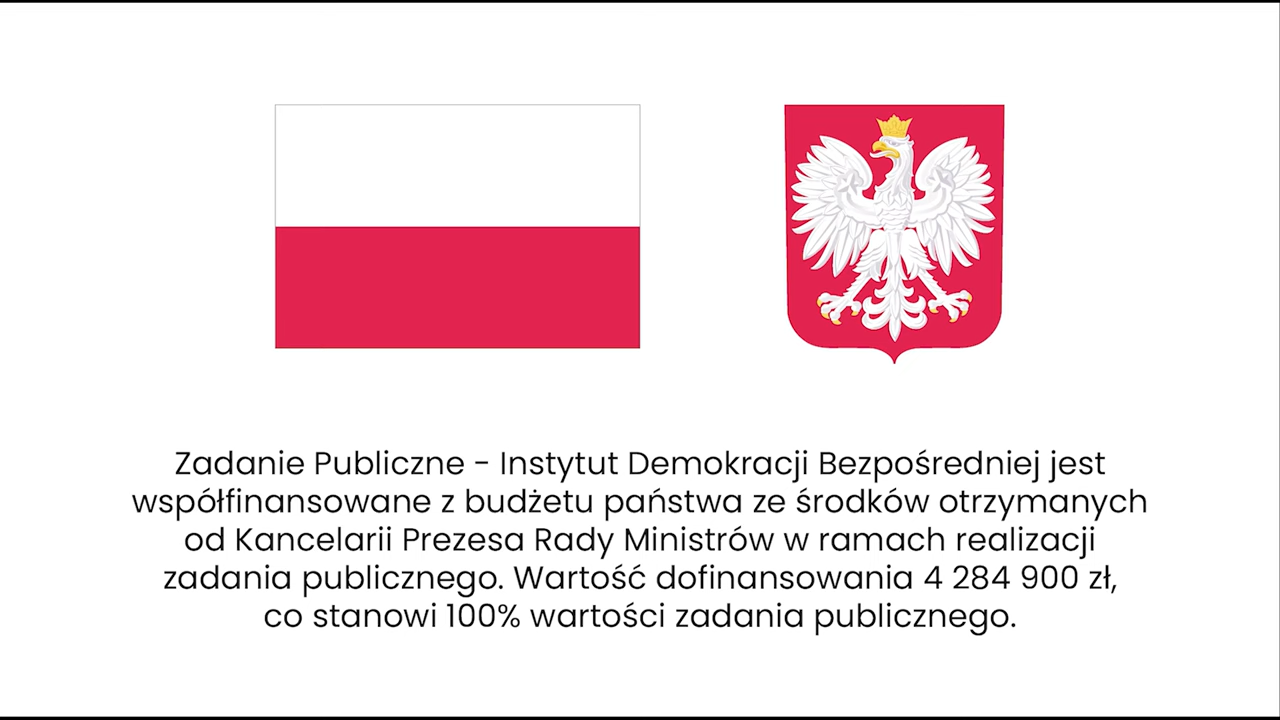 Zadanie Publiczne - Instytut Demokracji Bezpośredniej jest
współfinansowane z budżetu państwa ze środków otrzymanych
od Kancelarii Prezesa Rady Ministrów w ramach realizacji
zadania publicznego. Wartość dofinansowania 4 284 900 zł,
co stanowi 100% wartości zadania publicznego.